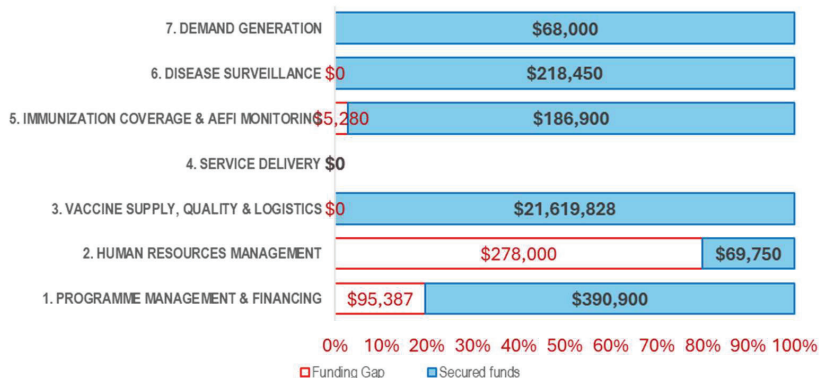 7. DEMAND GENERATION $68,000
6. DISEASE SURVEILLANCE $0 $218,450
5. IMMUNIZATION COVERAGE & AEFI MONITORING $5,280 $186,900
4. SERVICE DELIVERY $0
3. VACCINE SUPPLY, QUALITY & LOGISTICS $0 $21,619,828
2. HUMAN RESOURCES MANAGEMENT $278,000 $69,750
1. PROGRAMME MANAGEMENT & FINANCING $95,387 $390,900
0% 10% 20% 30% 40% 50% 60% 70% 80% 90% 100%
Funding Gap Secured funds